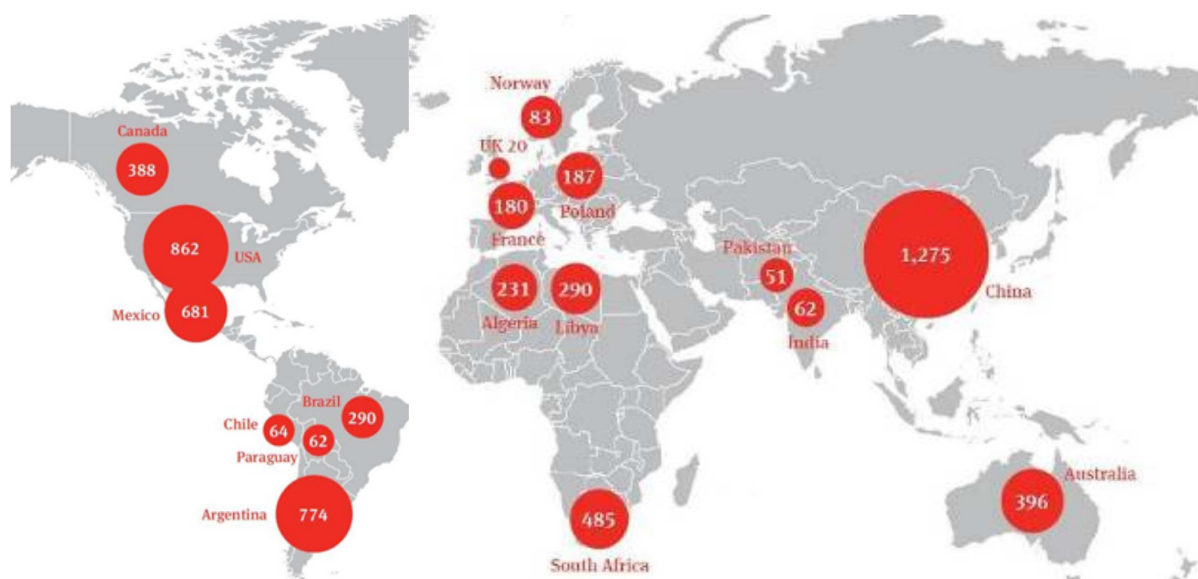 Canada
388
862
USA
Mexico
681
Brazil
290
Chile
64
62
Paraguay
Argentina
774
Norway
83
UK 20
187
Poland
180
France
231
Algeria
290
Libya
Pakistan
51
62
India
1,275
China
485
South Africa
Australia
396